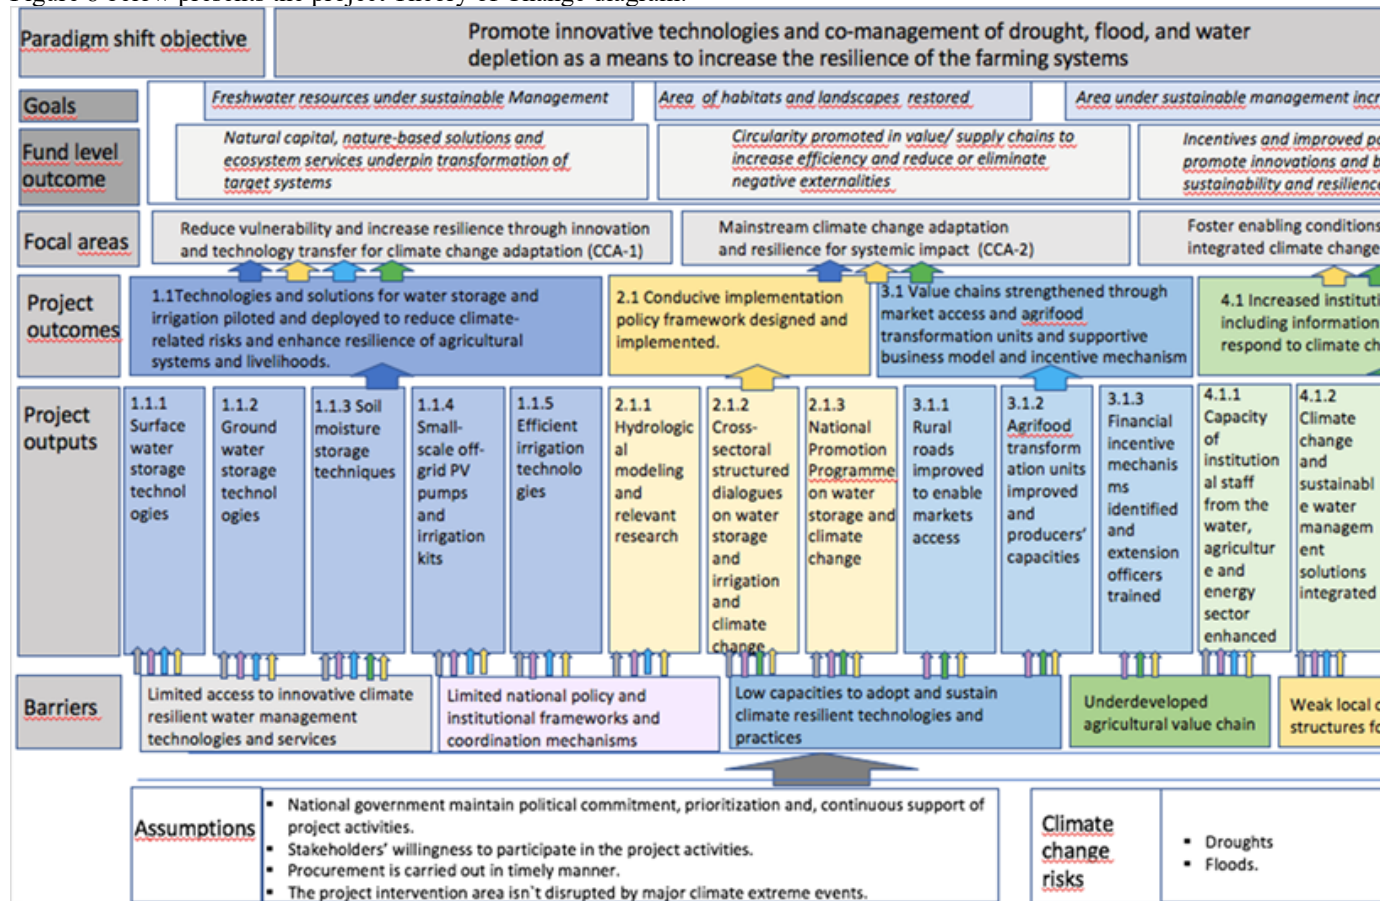 Figure 8 below presents the project Theory of Change diagram.
Paradigm shift objective
Promote innovative technologies and co-management of drought, flood, and water
depletion as a means to increase the resilience of the farming systems
Goals
Freshwater resources under sustainable Management
Area of habitats and landscapes restored
Area under sustainable management incr
Fund level
outcome
Natural capital, nature-based solutions and
ecosystem services underpin transformation of
target systems
Circularity promoted in value/ supply chains to
increase efficiency and reduce or eliminate
negative externalities
Incentives and improved po
promote innovations and b
sustainability and resilience
Focal areas
Reduce vulnerability and increase resilience through innovation
and technology transfer for climate change adaptation (CCA-1)
Mainstream climate change adaptation
and resilience for systemic impact (CCA-2)
Foster enabling conditions
integrated climate change
Project
outcomes
1.1Technologies and solutions for water storage and
irrigation piloted and deployed to reduce climate-
related risks and enhance resilience of agricultural
systems and livelihoods.
2.1 Conducive implementation
policy framework designed and
implemented.
3.1 Value chains strengthened through
market access and agrifood
transformation units and supportive
business model and incentive mechanism
4.1 Increased instituti
including information
respond to climate ch
Project
outputs
1.1.1
Surface
water
storage
technol
ogies
1.1.2
Ground
water
storage
technol
ogies
1.1.3 Soil
moisture
storage
techniques
1.1.4
Small-
scale off-
grid PV
pumps
and
irrigation
kits
1.1.5
Efficient
irrigation
technolo
gies
2.1.1
Hydrologic
al
modeling
and
relevant
research
2.1.2
Cross-
sectoral
structured
dialogues
on water
storage
and
irrigation
and
climate
change
2.1.3
National
Promotion
Programme
on water
storage and
climate
change
3.1.1
Rural
roads
improved
to enable
markets
access
3.1.2
Agrifood
transform
ation units
improved
and
producers'
capacities
3.1.3
Financial
incentive
mechanis
ms
identified
and
extension
officers
trained
4.1.1
Capacity
of
institution
al staff
from the
water,
agricultur
e and
energy
sector
enhanced
4.1.2
Climate
change
and
sustainabl
e water
managem
ent
solutions
integrated
Barriers
Limited access to innovative climate
resilient water management
technologies and services
Limited national policy and
institutional frameworks and
coordination mechanisms
Low capacities to adopt and sustain
climate resilient technologies and
practices
Underdeveloped
agricultural value chain
Weak local
structures fo
Assumptions
▪ National government maintain political commitment, prioritization and, continuous support of
project activities.
▪ Stakeholders' willingness to participate in the project activities.
▪ Procurement is carried out in timely manner.
▪ The project intervention area isn`t disrupted by major climate extreme events.
Climate
change
risks
▪ Droughts
▪ Floods.